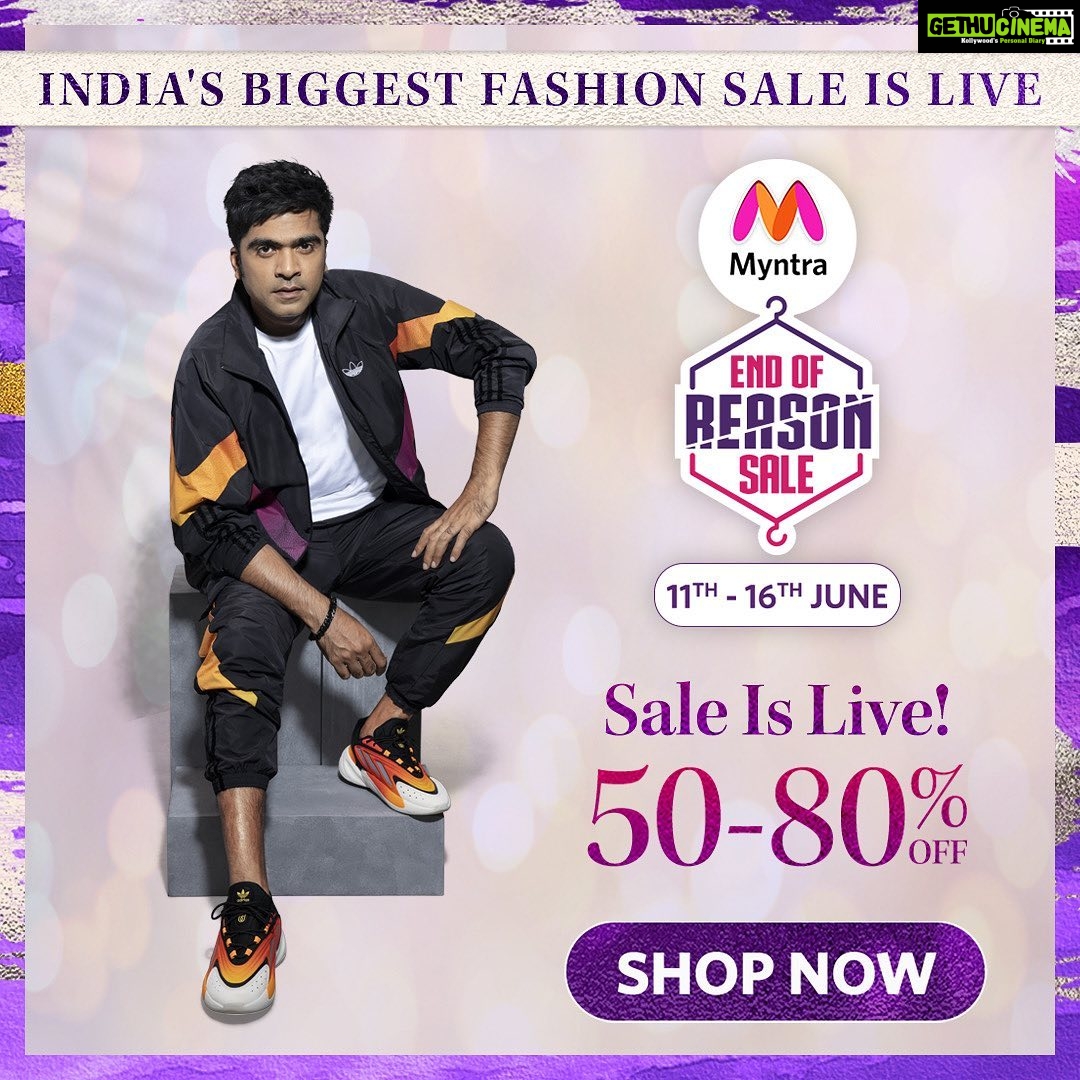 GETHU CINEMA
Kollywood's Personal Diary
INDIA'S BIGGEST FASHION SALE IS LIVE
Myntra
END OF
REASON
SALE
11TH - 16TH JUNE
Sale Is Live!
50-80%
OFF
SHOP NOW